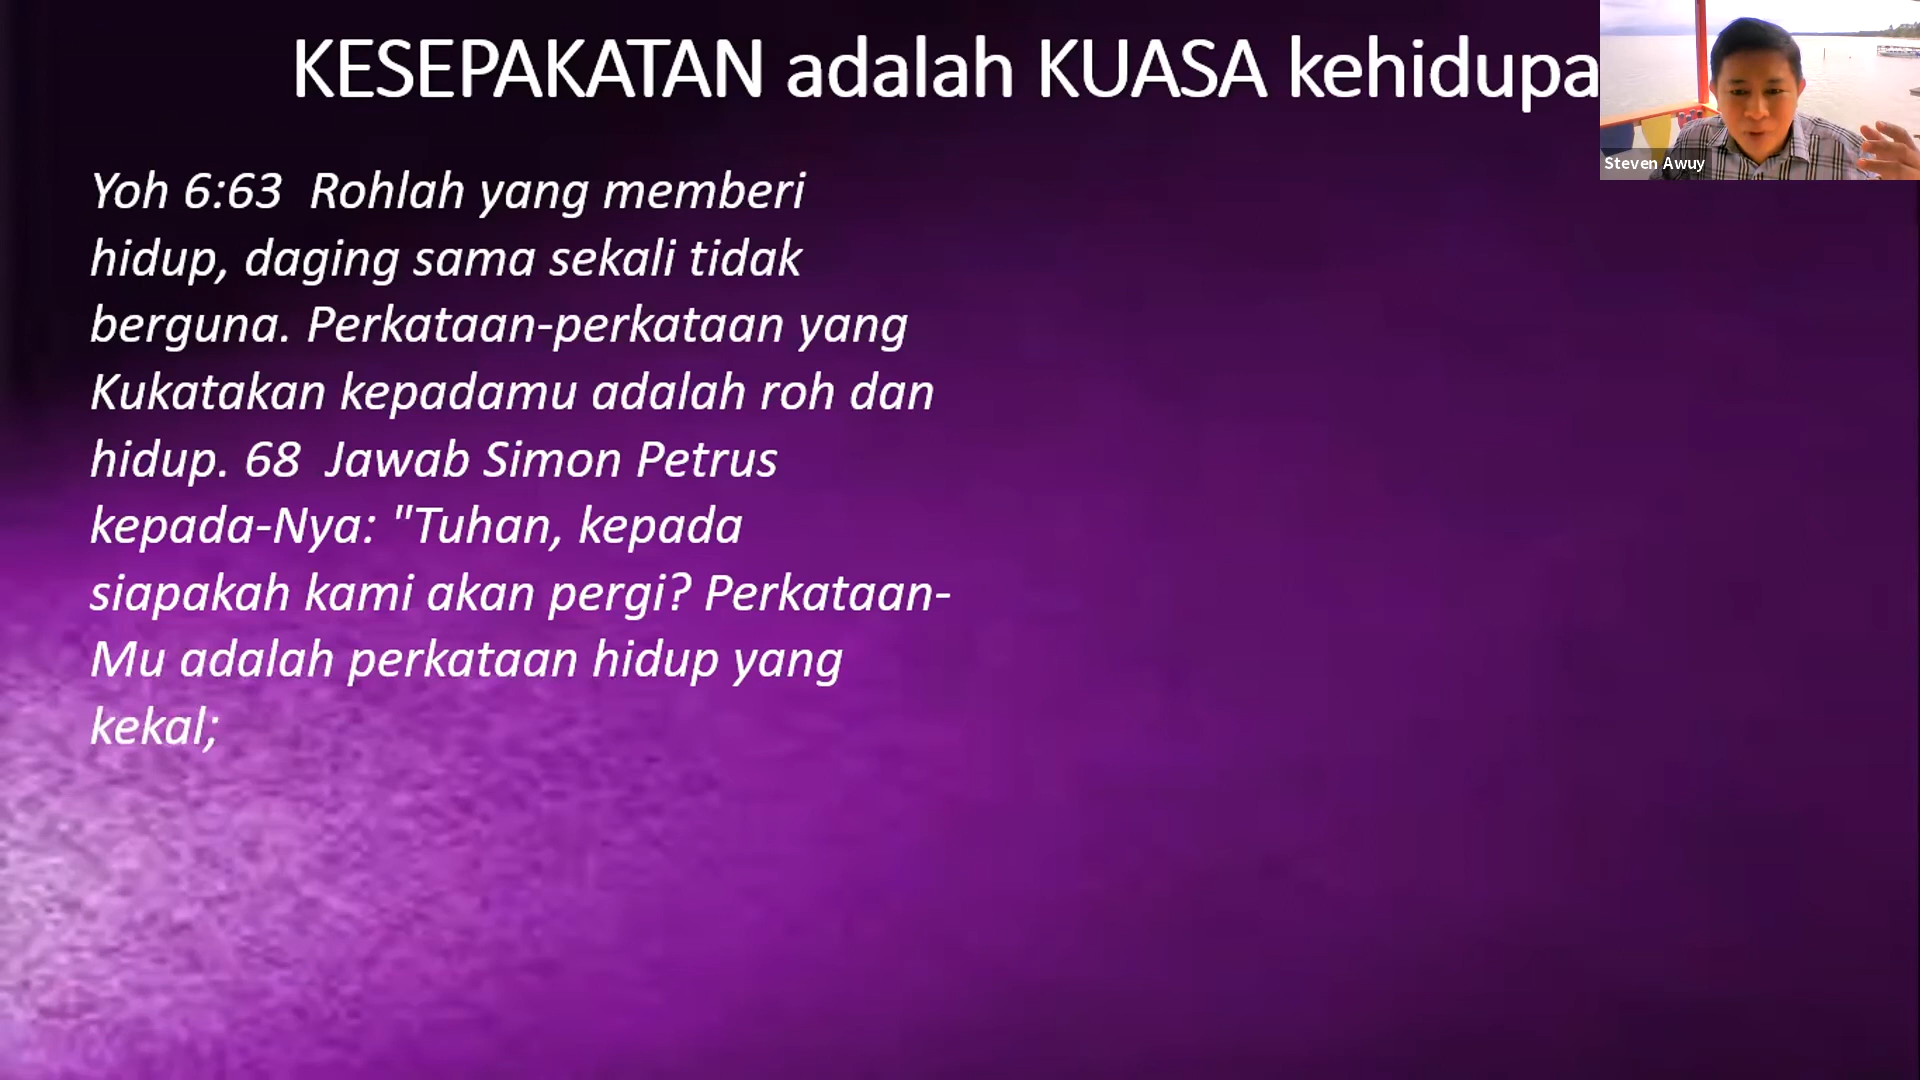 KESEPAKATAN adalah KUASA kehidupa
Steven Awuy
Yoh 6:63  Rohlah yang memberi
hidup, daging sama sekali tidak
berguna. Perkataan-perkataan yang
Kukatakan kepadamu adalah roh dan
hidup. 68  Jawab Simon Petrus
kepada-Nya: "Tuhan, kepada
siapakah kami akan pergi? Perkataan-
Mu adalah perkataan hidup yang
kekal;